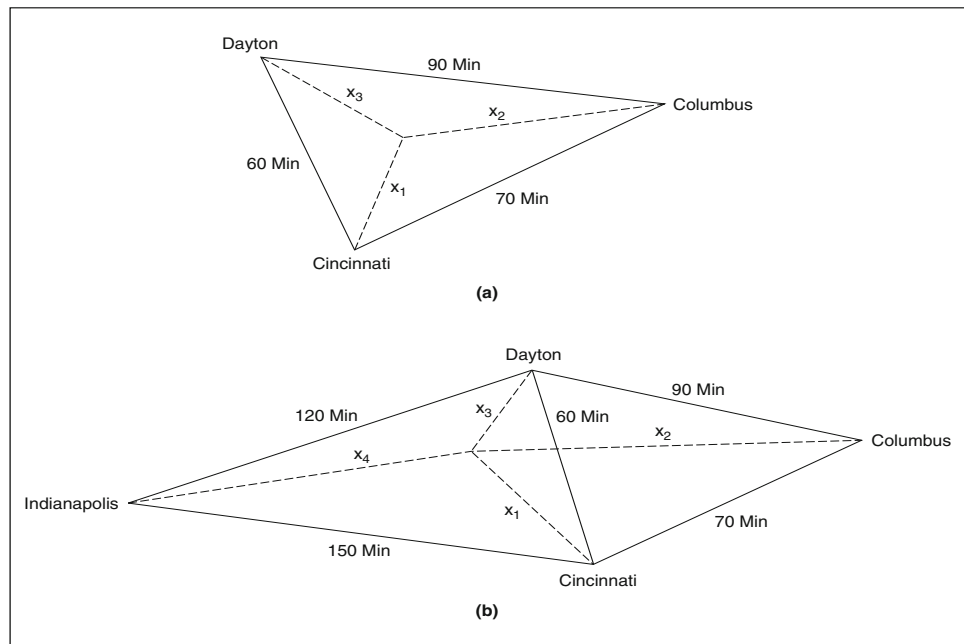 Dayton
90 Min
x3
Columbus
x2
60 Min
x1
70 Min
Cincinnati
(a)
Dayton
120 Min
x3
60 Min
90 Min
x2
Columbus
x4
Indianapolis
x1
70 Min
150 Min
Cincinnati
(b)